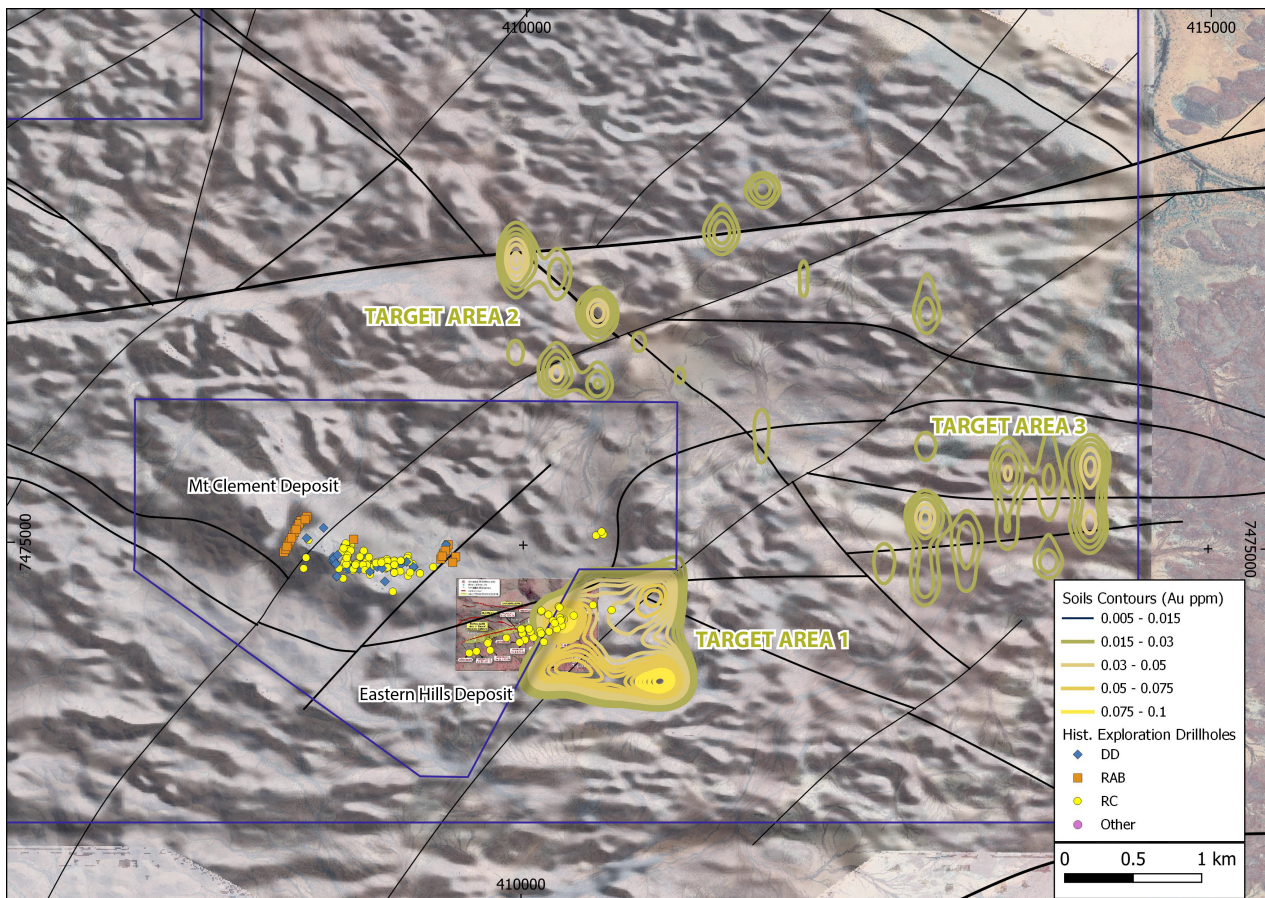 410000
415000
TARGET AREA 2
TARGET AREA 3
Mt Clement Deposit
7475000
7475000
TARGET AREA 1
Eastern Hills Deposit
Soils Contours (Au ppm)
0.005 - 0.015
0.015 - 0.03
0.03 - 0.05
0.05 - 0.075
0.075 - 0.1
Hist. Exploration Drillholes
DD
RAB
RC
Other
0 0.5 1 km
410000